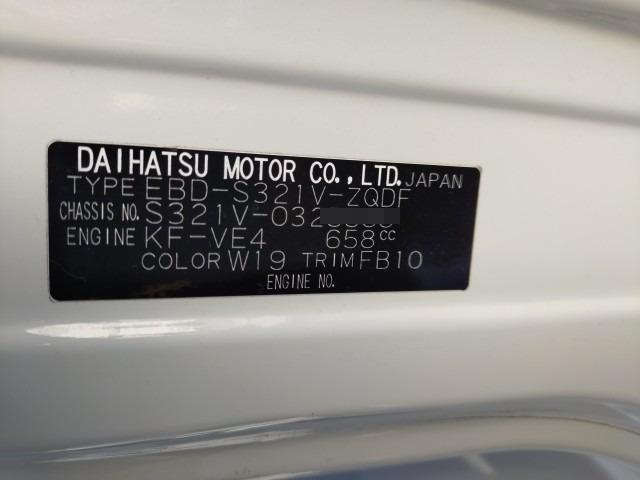 DAIHATSU MOTOR CO.,LTD. JAPAN
TYPE EBD-S321V-ZQDF
CHASSIS NO. S321V-032
ENGINE KF-VE4 658cc
COLOR W19 TRIM FB10
ENGINE NO.